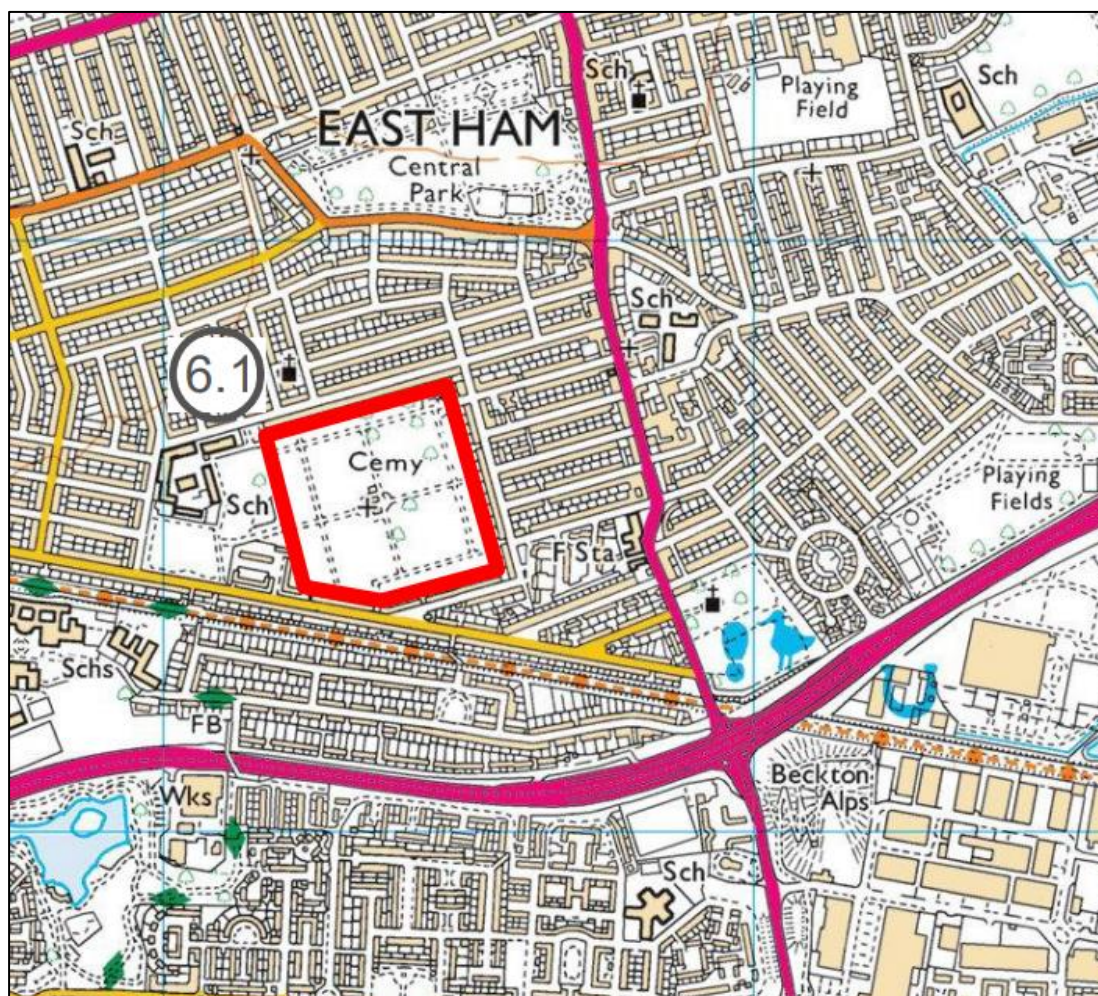 Sch
Playing
Field
Sch
Sch
EAST HAM
Central
Park
Sch
6.1
Cemy
Sch
Playing
Fields
F Sta
Schs
FB
Wks
Beckton
Alps
Sch